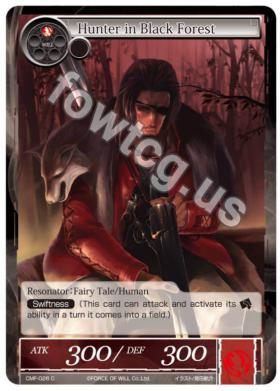 Hunter in Black Forest
WILL
fowtcg.us
Resonator: Fairy Tale/Human
Swiftness (This card can attack and activate its
ability in a turn it comes into a field.)
ATK 300/ DEF 300
CMF-026 C ©FORCE OF WILL Co.Ltd